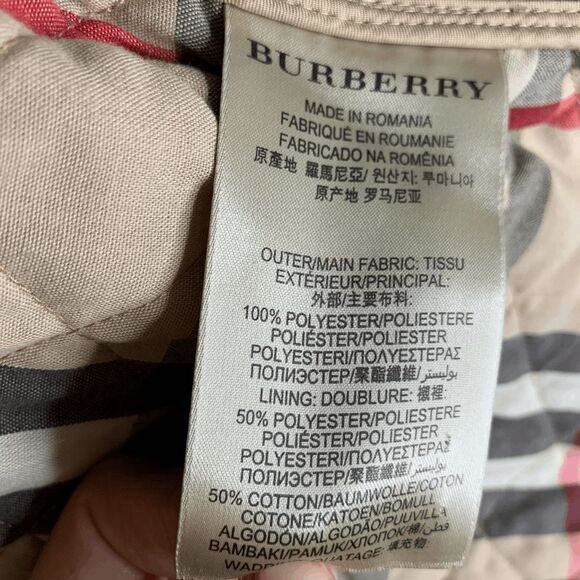 BURBERRY
MADE IN ROMANIA
FABRIQUÉ EN ROUMANIE
FABRICADO NA ROMÊNIA
原產地 羅馬尼亞/ 원산지: 루마니아
原产地 罗马尼亚
OUTER/MAIN FABRIC: TISSU
EXTÉRIEUR/PRINCIPAL:
外部/主要布料:
100% POLYESTER/POLIESTERE
POLIÉSTER/POLIESTER
POLYESTERI/ΠΟΛΥΕΣΤΕΡΑΣ
ПОЛИЭСТЕР/聚酯纖維/بوليستر
LINING: DOUBLURE: 襯裡:
50% POLYESTER/POLIESTERE
POLIÉSTER/POLIESTER
POLYESTERI/ΠΟΛΥΕΣΤΕΡΑΣ
ПОЛИЭСТЕР/聚酯纖維/بوليستر
50% COTTON/BAUMWOLLE/COTON
COTONE/KATOEN/BOMULL
ALGODÓN/ALGODÃO/PUUVILLA
BAMBAKI/PAMUK/ХЛОПОК/棉/قطن
填充物: